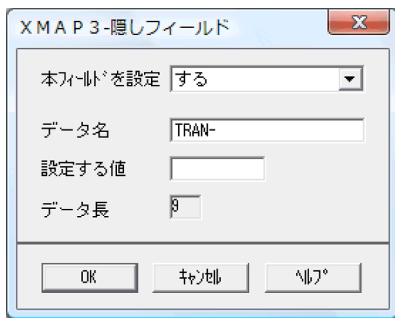 XMAP3-隠しフィールド
本ﾌｨｰﾙﾄﾞを設定 する
データ名 TRAN-
設定する値
データ長 9
OK ｷｬﾝｾﾙ ﾍﾙﾌﾟ